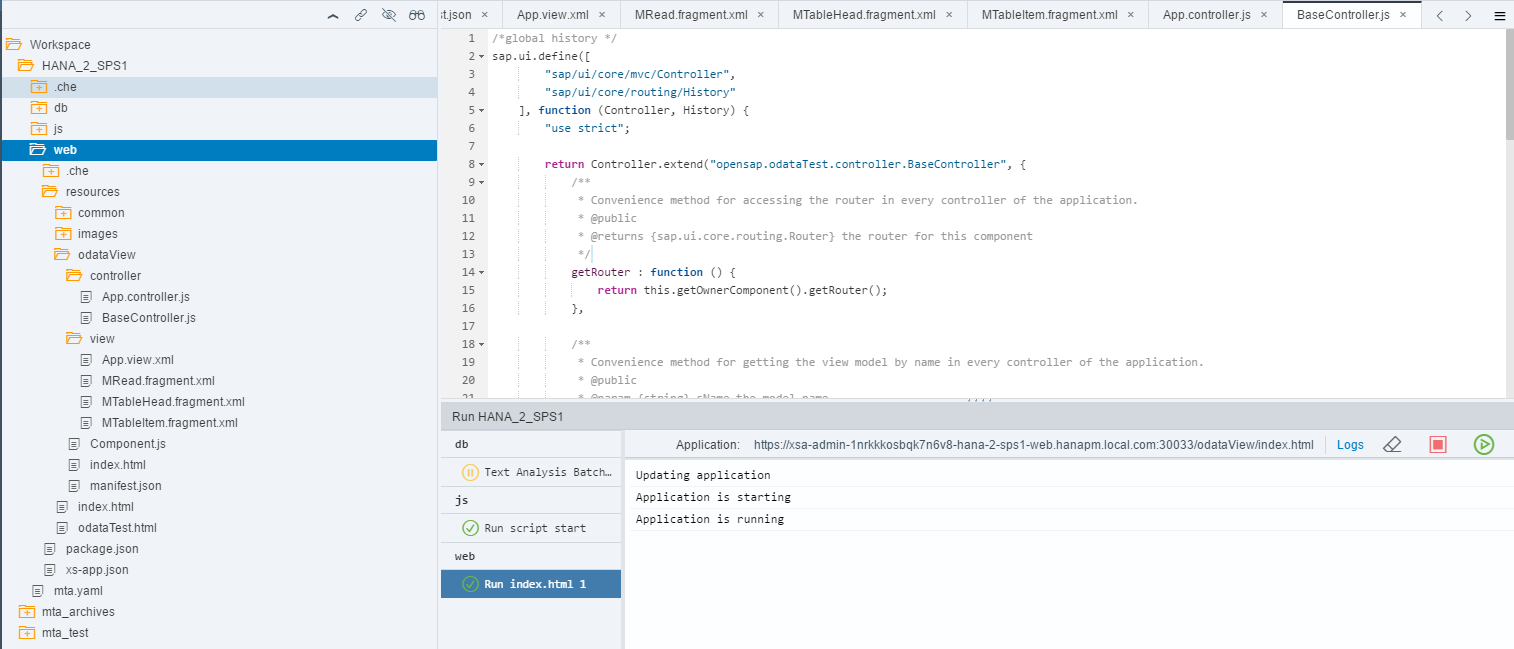 Workspace
HANA_2_SPS1
.che
db
js
web
.che
resources
common
images
odataView
controller
App.controller.js
BaseController.js
view
App.view.xml
MRead.fragment.xml
MTableHead.fragment.xml
MTableItem.fragment.xml
Component.js
index.html
manifest.json
index.html
odataTest.html
package.json
xs-app.json
mta.yaml
mta_archives
mta_test
st.json × App.view.xml × MRead.fragment.xml × MTableHead.fragment.xml × MTableItem.fragment.xml × App.controller.js × BaseController.js ×
1 /*global history */
2 sap.ui.define([
3 "sap/ui/core/mvc/Controller",
4 "sap/ui/core/routing/History"
5 ], function (Controller, History) {
6 "use strict";
7
8 return Controller.extend("opensap.odataTest.controller.BaseController", {
9 /**
10 * Convenience method for accessing the router in every controller of the application.
11 * @public
12 * @returns {sap.ui.core.routing.Router} the router for this component
13 */
14 getRouter : function () {
15 return this.getOwnerComponent().getRouter();
16 },
17
18 /**
19 * Convenience method for getting the view model by name in every controller of the application.
20 * @public
21 * @param {string} sName the model name
Run HANA_2_SPS1
db
Text Analysis Batch...
js
Run script start
web
Run index.html 1
Application: https://xsa-admin-1nrkkkosbqk7n6v8-hana-2-sps1-web.hanapm.local.com:30033/odataView/index.html Logs
Updating application
Application is starting
Application is running